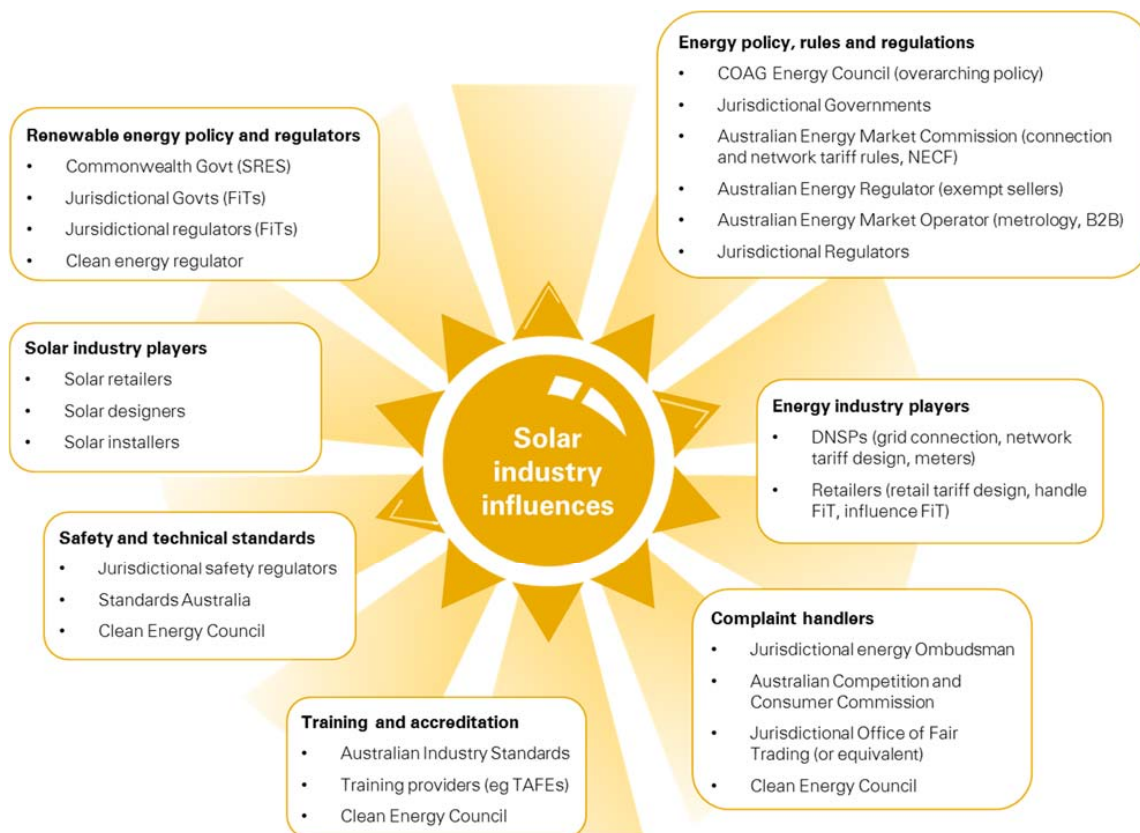 Energy policy, rules and regulations
• COAG Energy Council (overarching policy)
• Jurisdictional Governments
• Australian Energy Market Commission (connection
and network tariff rules, NECF)
• Australian Energy Regulator (exempt sellers)
• Australian Energy Market Operator (metrology, B2B)
• Jurisdictional Regulators
Renewable energy policy and regulators
• Commonwealth Govt (SRES)
• Jurisdictional Govts (FiTs)
• Jursidictional regulators (FiTs)
• Clean energy regulator
Solar industry players
• Solar retailers
• Solar designers
• Solar installers
Solar
industry
influences
Energy industry players
• DNSPs (grid connection, network
tariff design, meters)
• Retailers (retail tariff design, handle
FiT, influence FiT)
Safety and technical standards
• Jurisdictional safety regulators
• Standards Australia
• Clean Energy Council
Complaint handlers
• Jurisdictional energy Ombudsman
• Australian Competition and
Consumer Commission
• Jurisdictional Office of Fair
Trading (or equivalent)
• Clean Energy Council
Training and accreditation
• Australian Industry Standards
• Training providers (eg TAFEs)
• Clean Energy Council